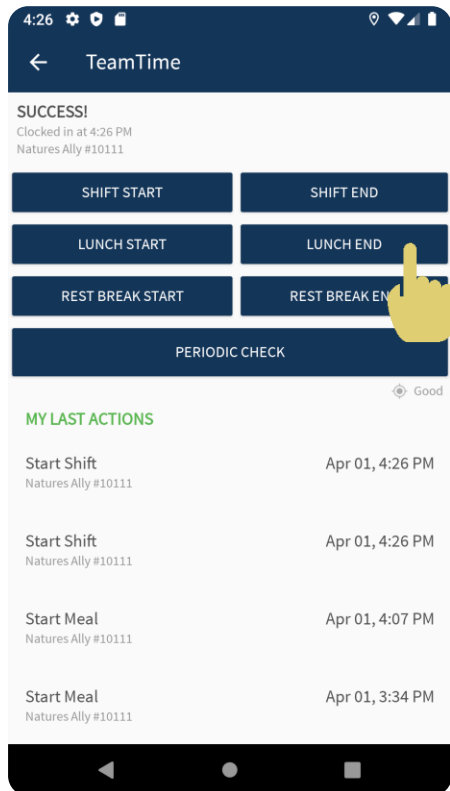 4:26
TeamTime
SUCCESS!
Clocked in at 4:26 PM
Natures Ally #10111
SHIFT START
SHIFT END
LUNCH START
LUNCH END
REST BREAK START
REST BREAK EN
PERIODIC CHECK
Good
MY LAST ACTIONS
Start Shift
Apr 01, 4:26 PM
Natures Ally #10111
Start Shift
Apr 01, 4:26 PM
Natures Ally #10111
Start Meal
Apr 01, 4:07 PM
Natures Ally #10111
Start Meal
Apr 01, 3:34 PM
Natures Ally #10111